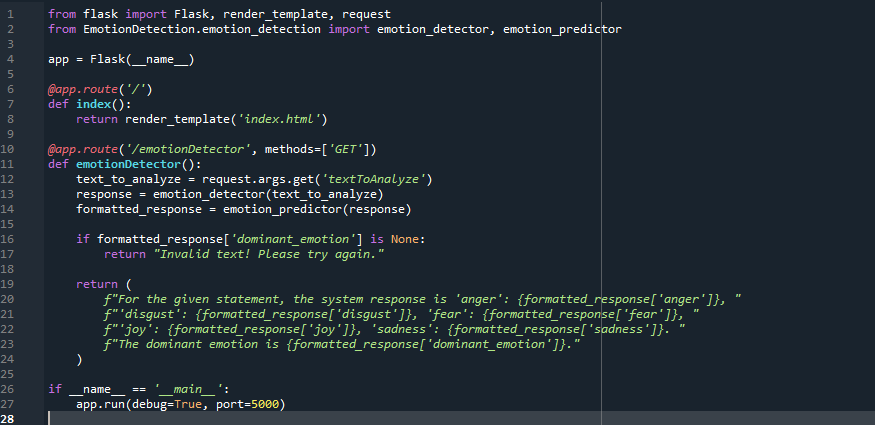 1 from flask import Flask, render_template, request
2 from EmotionDetection.emotion_detection import emotion_detector, emotion_predictor
3
4 app = Flask(__name__)
5
6 @app.route('/')
7 def index():
8     return render_template('index.html')
9
10 @app.route('/emotionDetector', methods=['GET'])
11 def emotionDetector():
12     text_to_analyze = request.args.get('textToAnalyze')
13     response = emotion_detector(text_to_analyze)
14     formatted_response = emotion_predictor(response)
15
16     if formatted_response['dominant_emotion'] is None:
17         return "Invalid text! Please try again."
18
19     return (
20         f"For the given statement, the system response is 'anger': {formatted_response['anger']}, "
21         f"'disgust': {formatted_response['disgust']}, 'fear': {formatted_response['fear']}, "
22         f"'joy': {formatted_response['joy']}, 'sadness': {formatted_response['sadness']}. "
23         f"The dominant emotion is {formatted_response['dominant_emotion']}."
24     )
25
26 if __name__ == '__main__':
27     app.run(debug=True, port=5000)
28